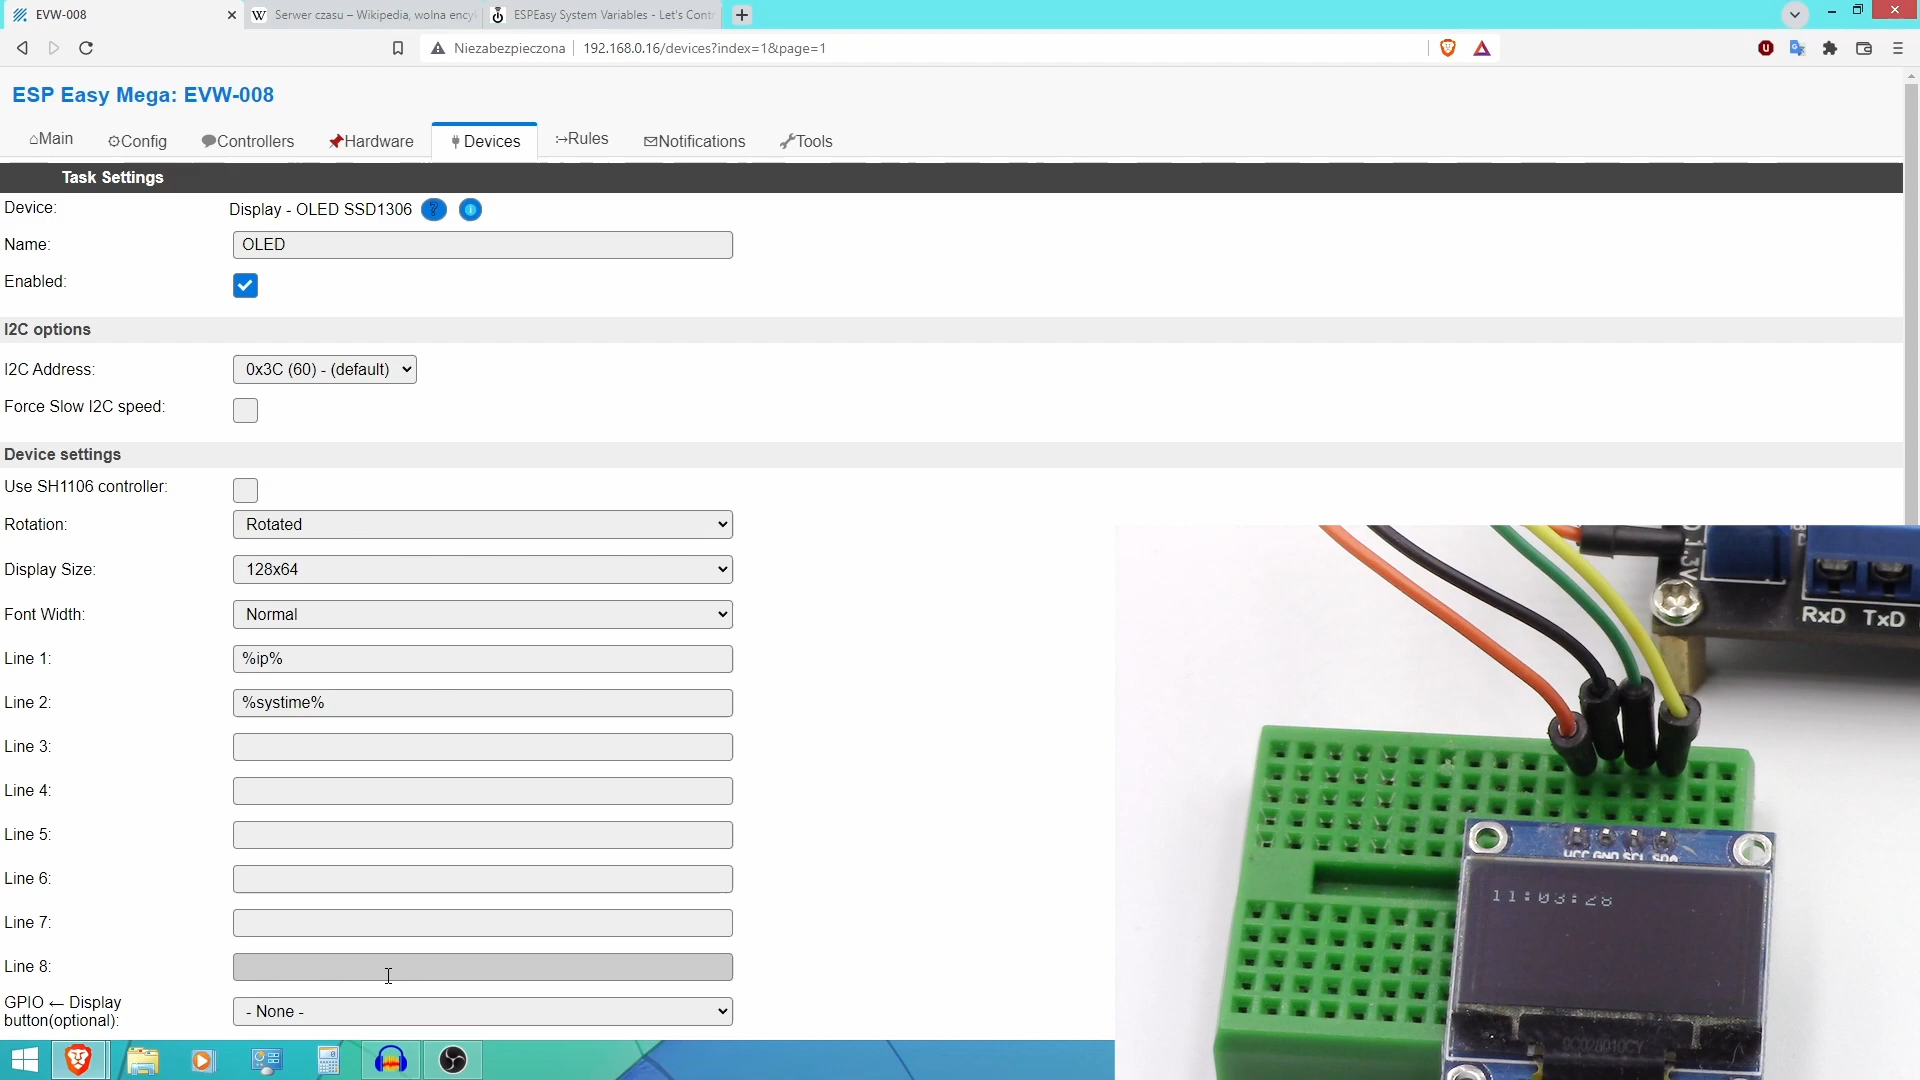 EVW-008
Serwer czasu – Wikipedia, wolna ency
ESPEasy System Variables - Let's Contr
Niezabezpieczona
192.168.0.16/devices?index=1&page=1
ESP Easy Mega: EVW-008
Main
Config
Controllers
Hardware
Devices
Rules
Notifications
Tools
Task Settings
Device:
Display - OLED SSD1306
?
i
Name:
OLED
Enabled:
I2C options
I2C Address:
0x3C (60) - (default)
Force Slow I2C speed:
Device settings
Use SH1106 controller:
Rotation:
Rotated
Display Size:
128x64
Font Width:
Normal
Line 1:
%ip%
Line 2:
%systime%
Line 3:
Line 4:
Line 5:
Line 6:
Line 7:
Line 8:
GPIO ← Display
button(optional):
- None -
RxD TxD
VCC GND SCL SDA
11:03:28